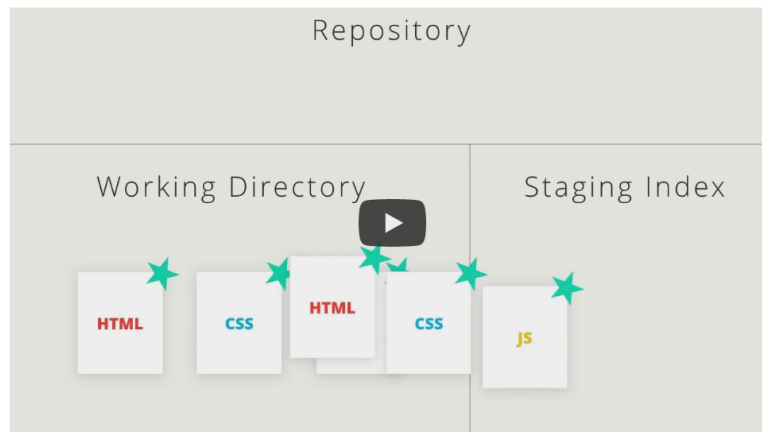 Repository
Working Directory
Staging Index
HTML
CSS
HTML
CSS
JS